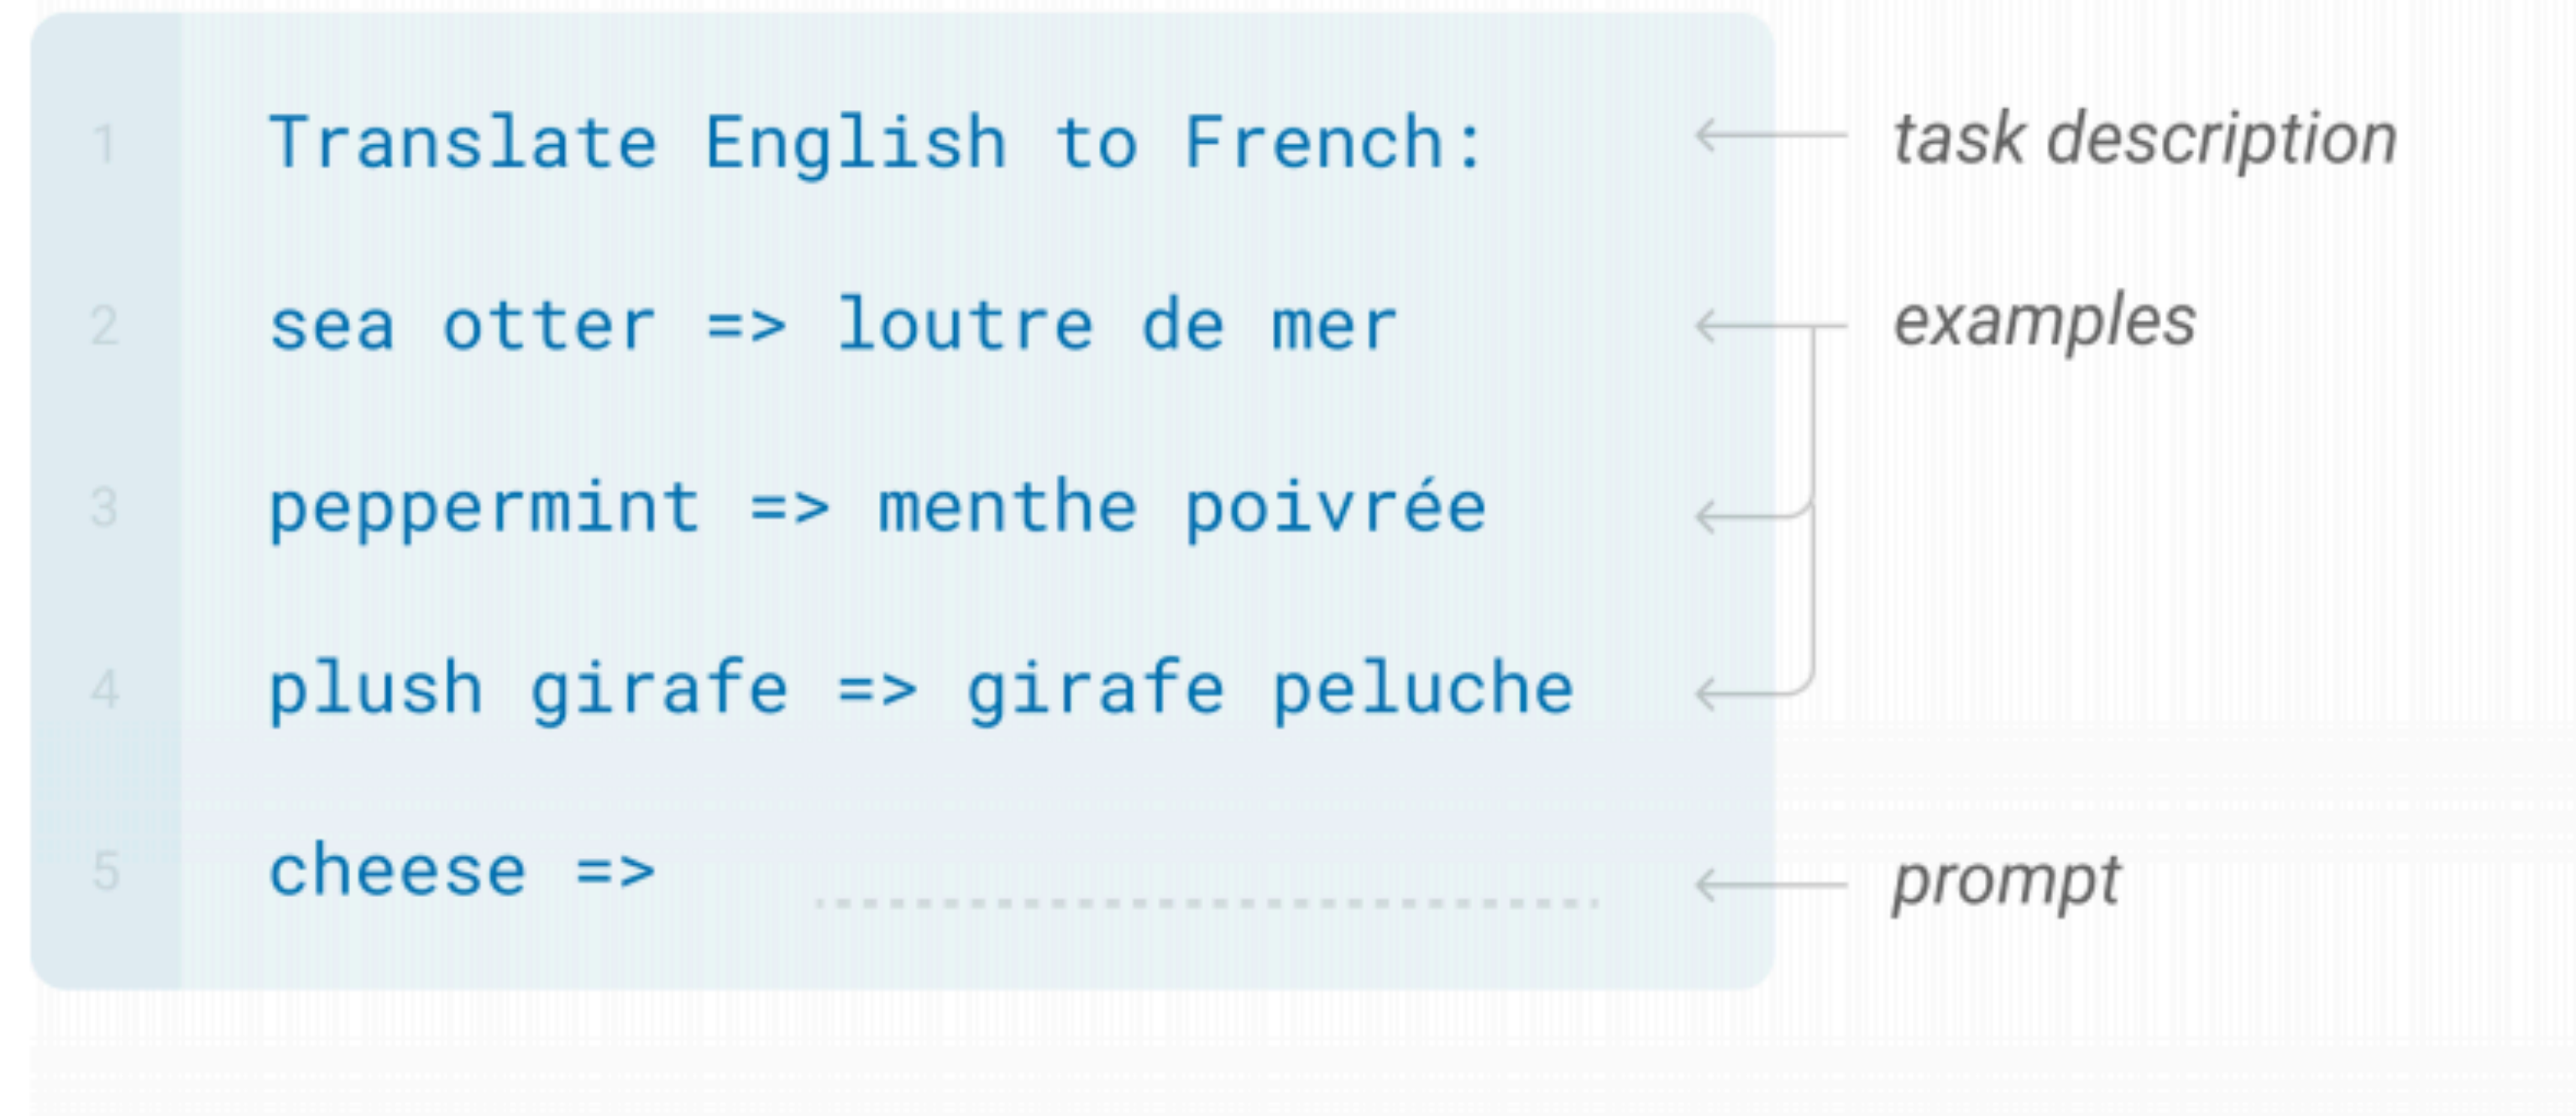 1 Translate English to French: task description
2 sea otter => loutre de mer examples
3 peppermint => menthe poivrée
4 plush girafe => girafe peluche
5 cheese => prompt